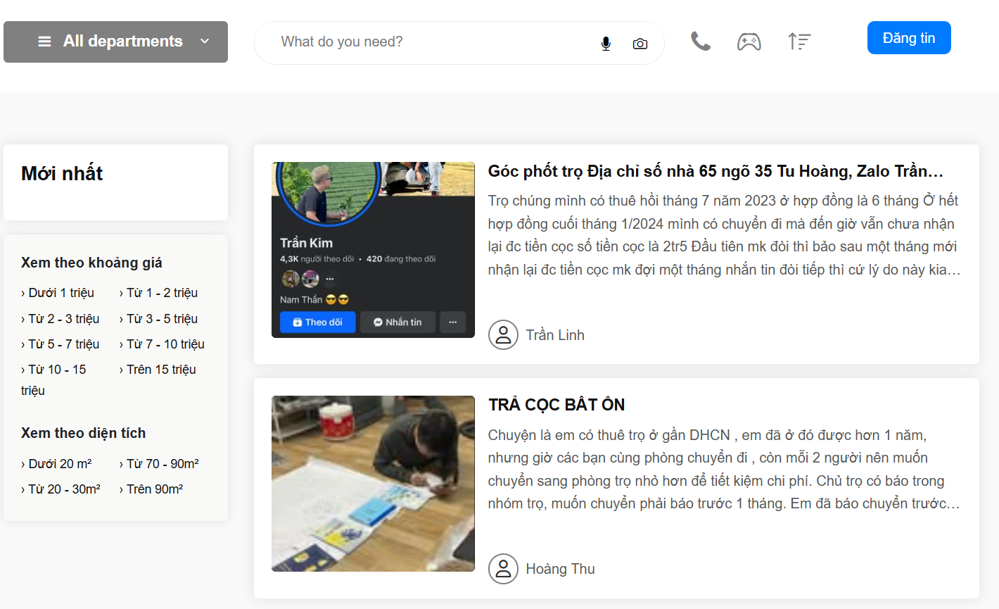 All departments
What do you need?
Đăng tin
Mới nhất
Xem theo khoảng giá
› Dưới 1 triệu
› Từ 1 - 2 triệu
› Từ 2 - 3 triệu
› Từ 3 - 5 triệu
› Từ 5 - 7 triệu
› Từ 7 - 10 triệu
› Từ 10 - 15
triệu
› Trên 15 triệu
Xem theo diện tích
› Dưới 20 m²
› Từ 70 - 90m²
› Từ 20 - 30m²
› Trên 90m²
Trần Kim
4,3K người theo dõi • 420 đang theo dõi
Nam Thần 😎😎
Theo dõi
Nhắn tin
Góc phốt trọ Địa chỉ số nhà 65 ngõ 35 Tu Hoàng, Zalo Trần…
Trọ chúng mình có thuê hồi tháng 7 năm 2023 ở hợp đồng là 6 tháng Ở hết
hợp đồng cuối tháng 1/2024 mình có chuyển đi mà đến giờ vẫn chưa nhận
lại đc tiền cọc số tiền cọc là 2tr5 Đầu tiên mk đòi thì bảo sau một tháng mới
nhận lại đc tiền cọc mk đợi một tháng nhắn tin đòi tiếp thì cứ lý do này kia…
Trần Linh
TRẢ CỌC BẤT ỔN
Chuyện là em có thuê trọ ở gần DHCN , em đã ở đó được hơn 1 năm,
nhưng giờ các bạn cùng phòng chuyển đi , còn mỗi 2 người nên muốn
chuyển sang phòng trọ nhỏ hơn để tiết kiệm chi phí. Chủ trọ có báo trong
nhóm trọ, muốn chuyển phải báo trước 1 tháng. Em đã báo chuyển trước…
Hoàng Thu